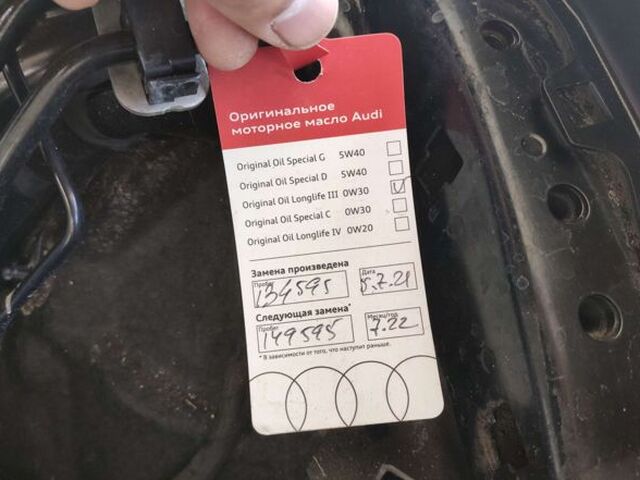 Оригинальное
моторное масло Audi
Original Oil Special G 5W40
Original Oil Special D 5W40
Original Oil Longlife III 0W30
Original Oil Special C 0W30
Original Oil Longlife IV 0W20
Замена произведена
Пробег Дата
134595 5.7.21
Следующая замена*
Пробег Месяц/год
149595 7.22
* В зависимости от того, что наступит раньше.